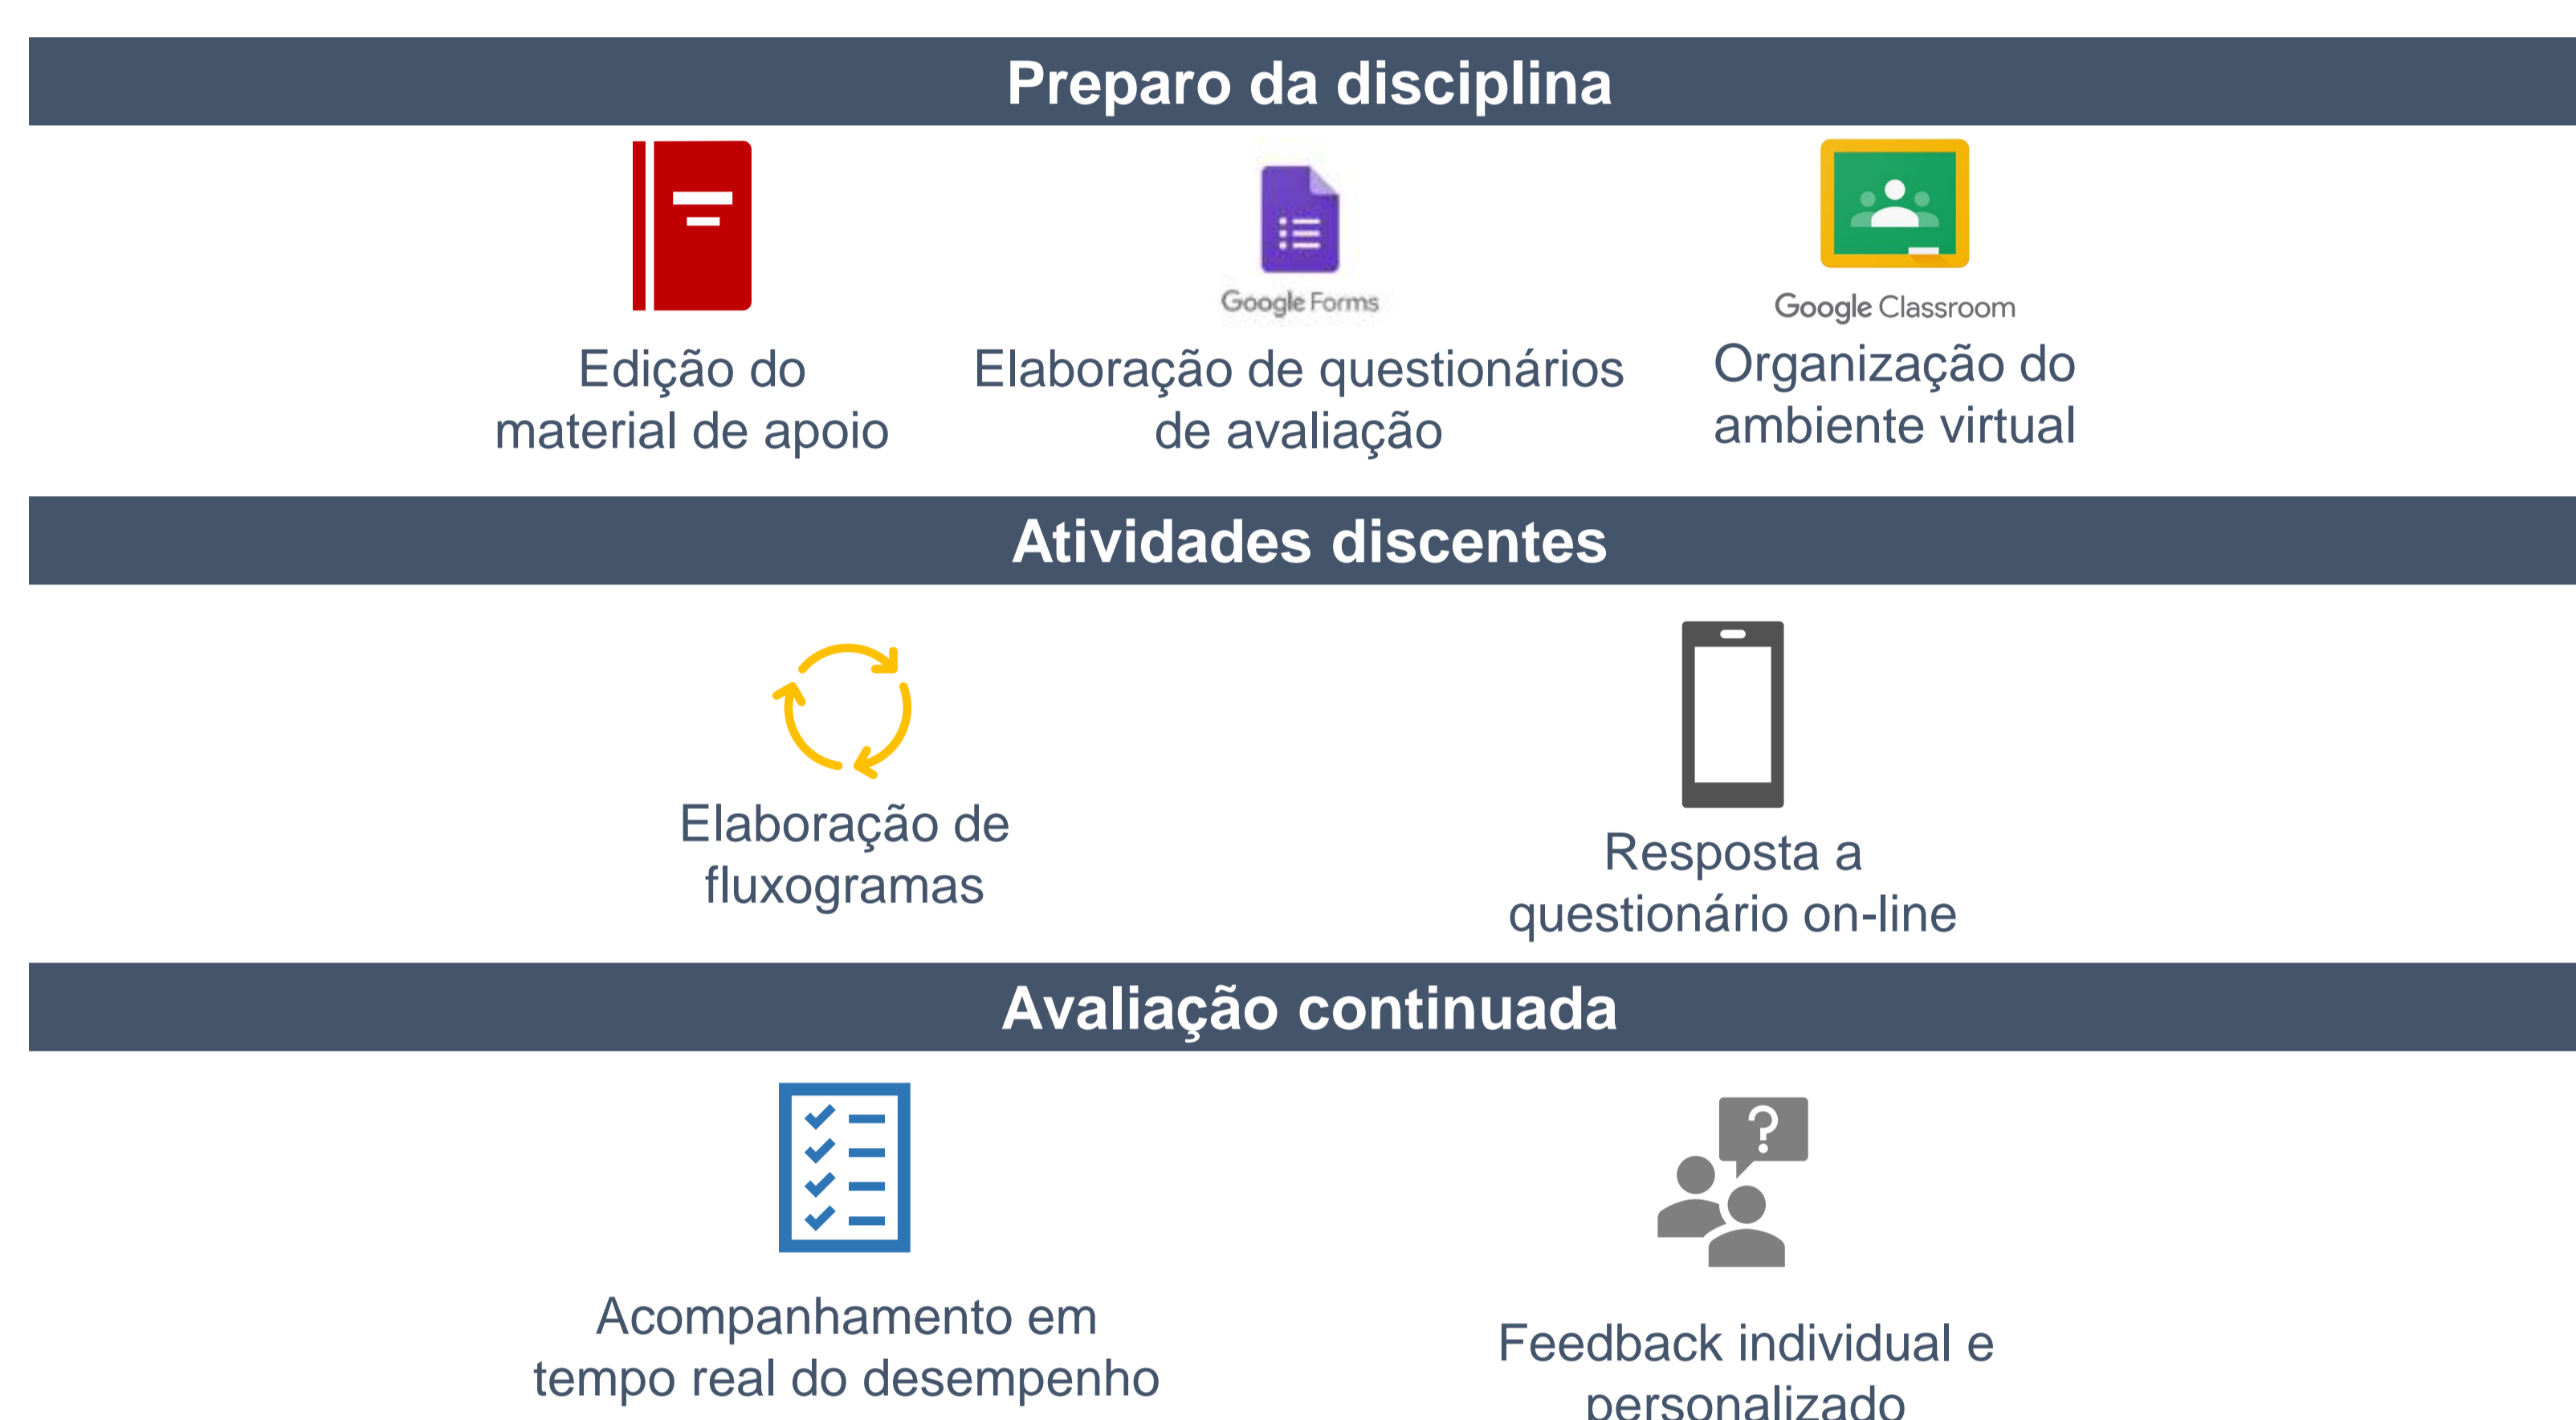 Preparo da disciplina
Google Forms
Google Classroom
Edição do
material de apoio
Elaboração de questionários
de avaliação
Organização do
ambiente virtual
Atividades discentes
Elaboração de
fluxogramas
Resposta a
questionário on-line
Avaliação continuada
?
Acompanhamento em
tempo real do desempenho
Feedback individual e
personalizado